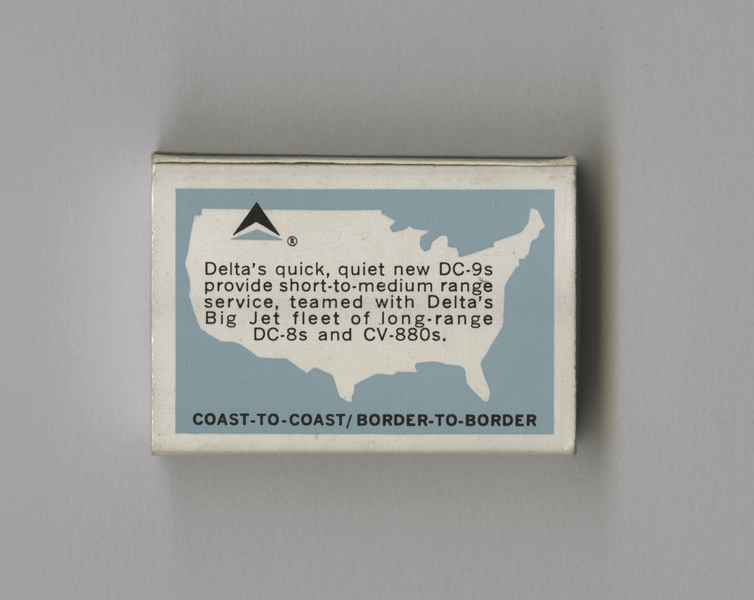 ®
Delta's quick, quiet new DC-9s
provide short-to-medium range
service, teamed with Delta's
Big Jet fleet of long-range
DC-8s and CV-880s.
COAST-TO-COAST/BORDER-TO-BORDER